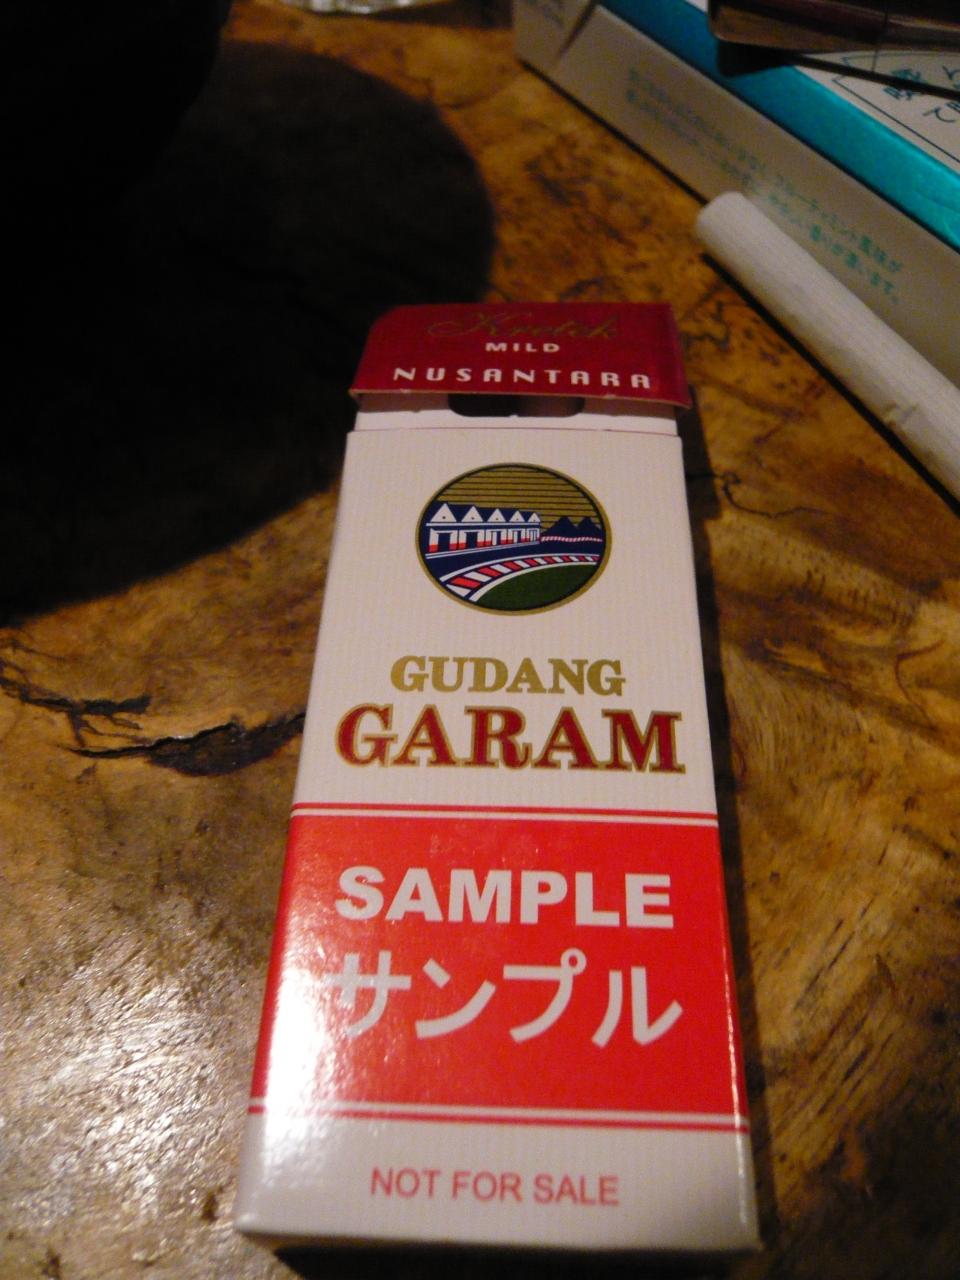 Kretek
MILD
NUSANTARA
GUDANG
GARAM
SAMPLE
サンプル
NOT FOR SALE